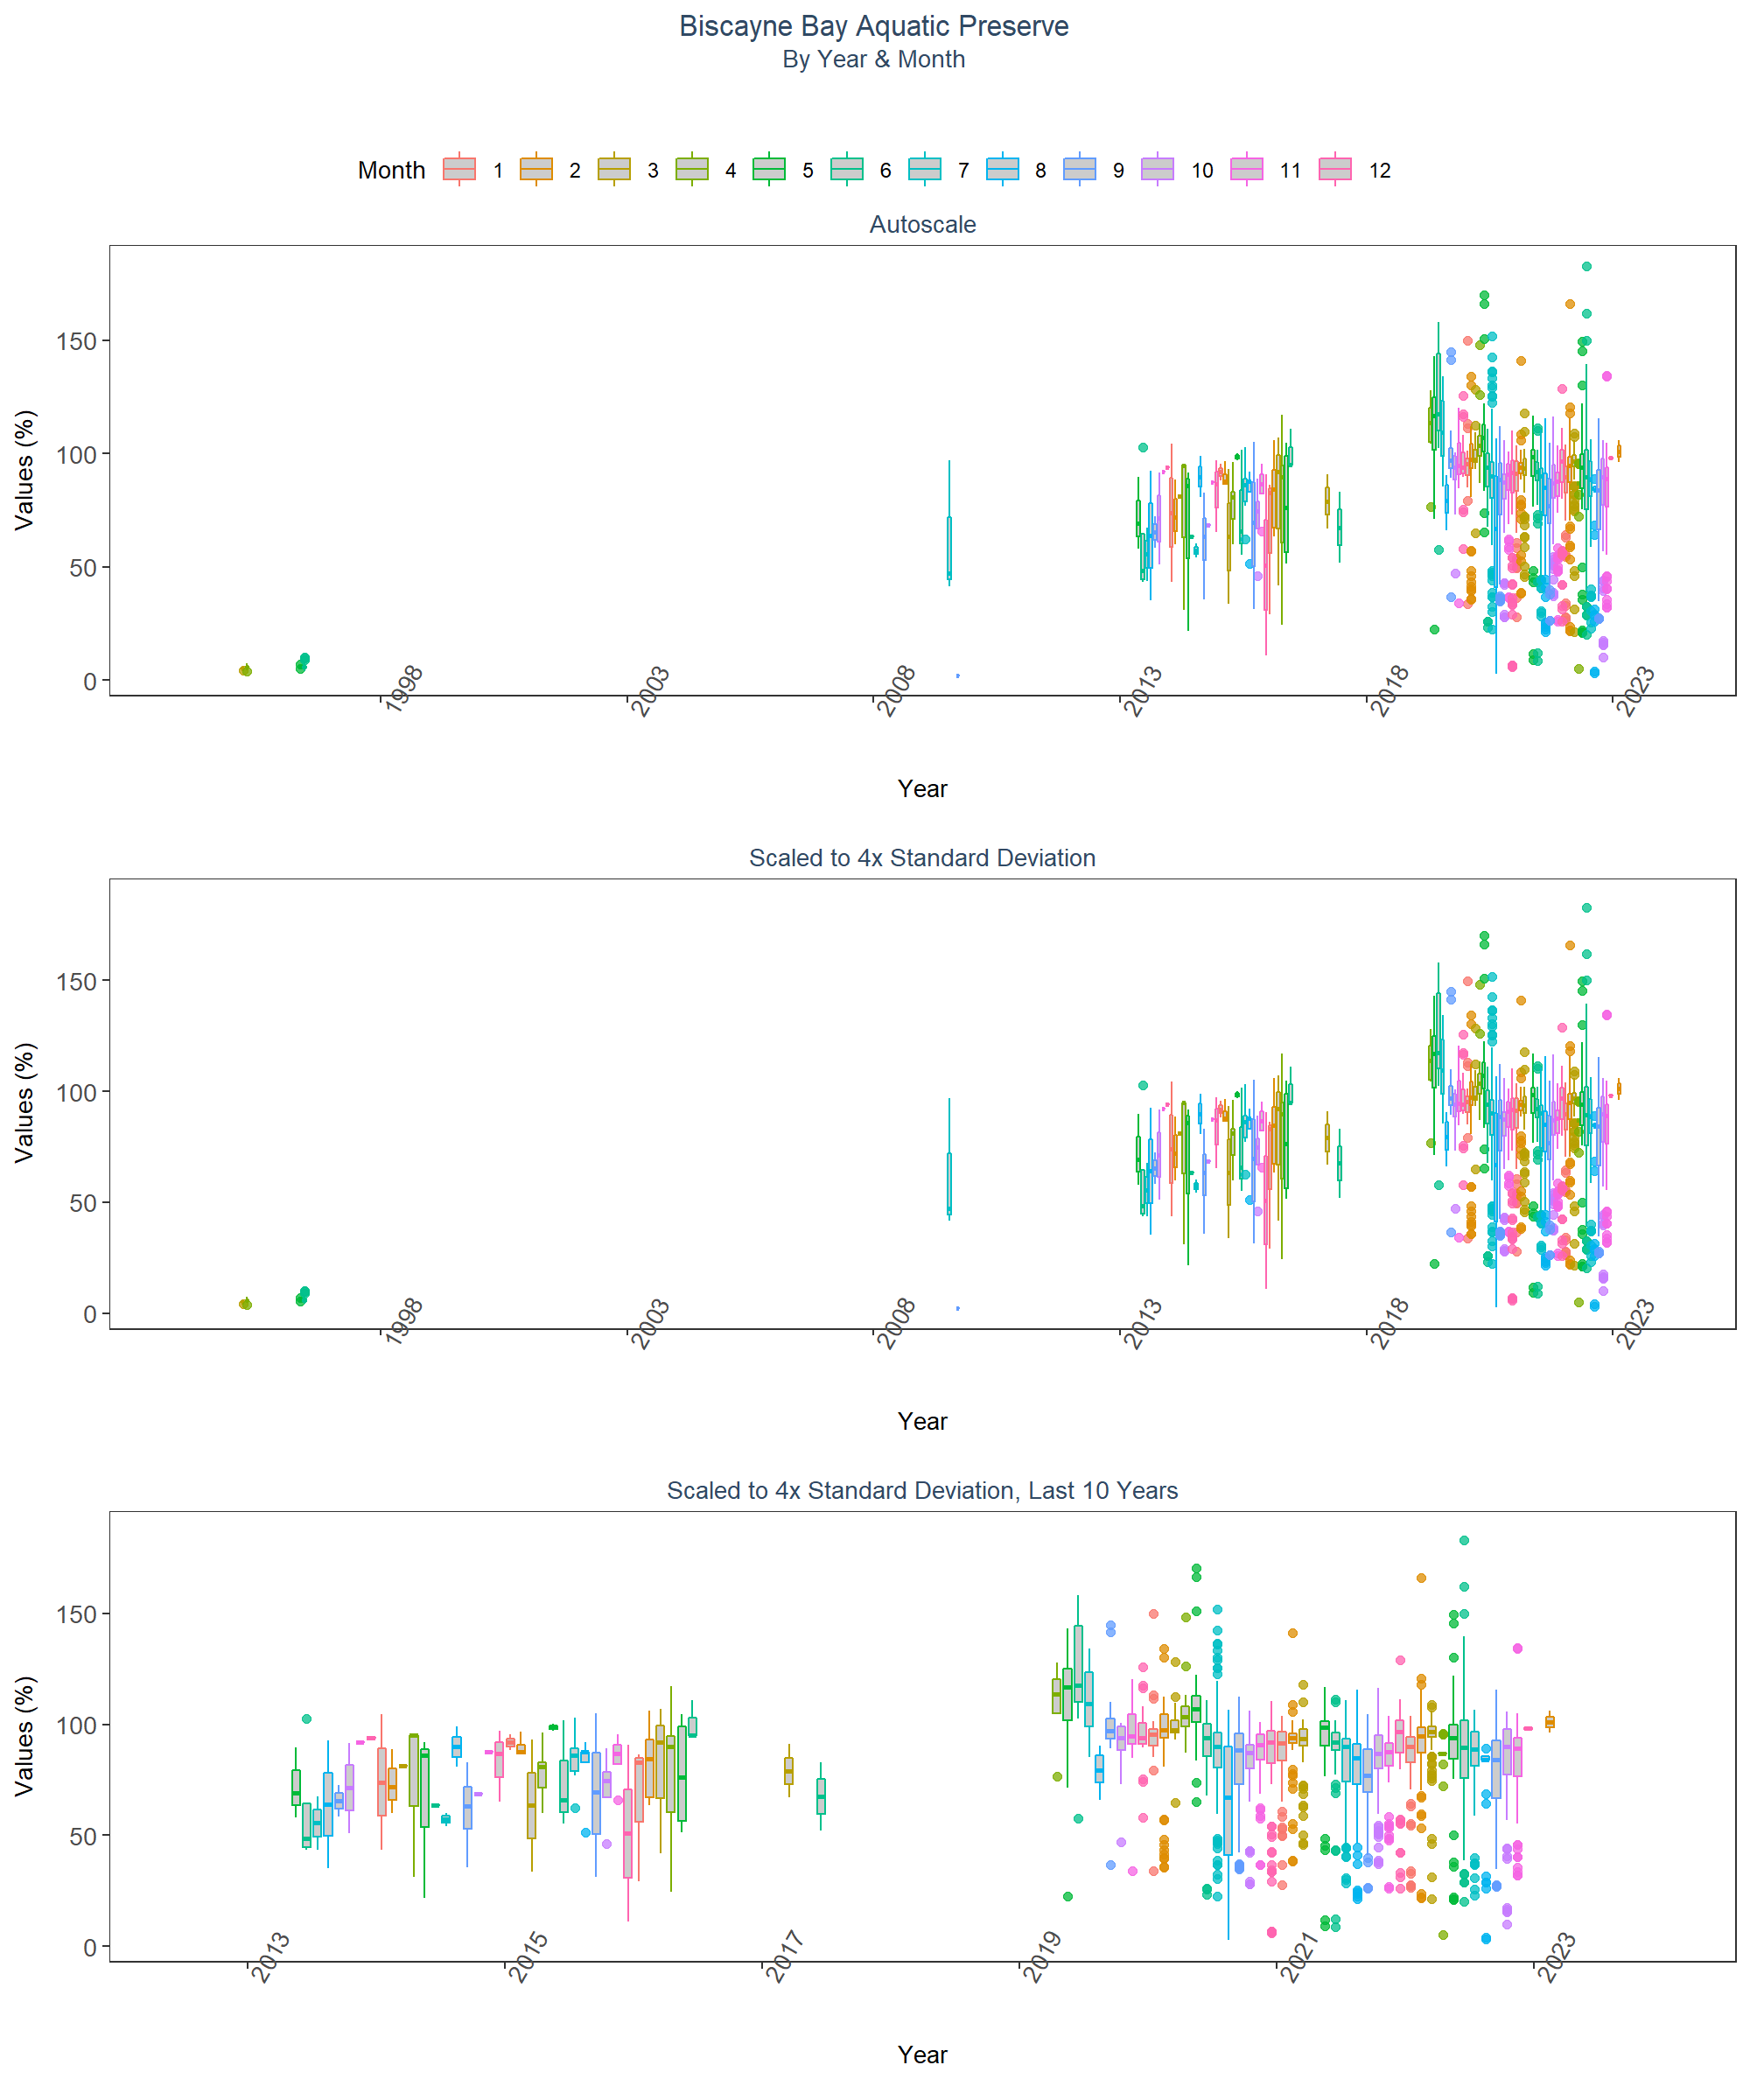 Biscayne Bay Aquatic Preserve
By Year & Month
Month 1 2 3 4 5 6 7 8 9 10 11 12
Autoscale
Values (%)
150
100
50
0
1998 2003 2008 2013 2018 2023
Year
Scaled to 4x Standard Deviation
Values (%)
150
100
50
0
1998 2003 2008 2013 2018 2023
Year
Scaled to 4x Standard Deviation, Last 10 Years
Values (%)
150
100
50
0
2013 2015 2017 2019 2021 2023
Year